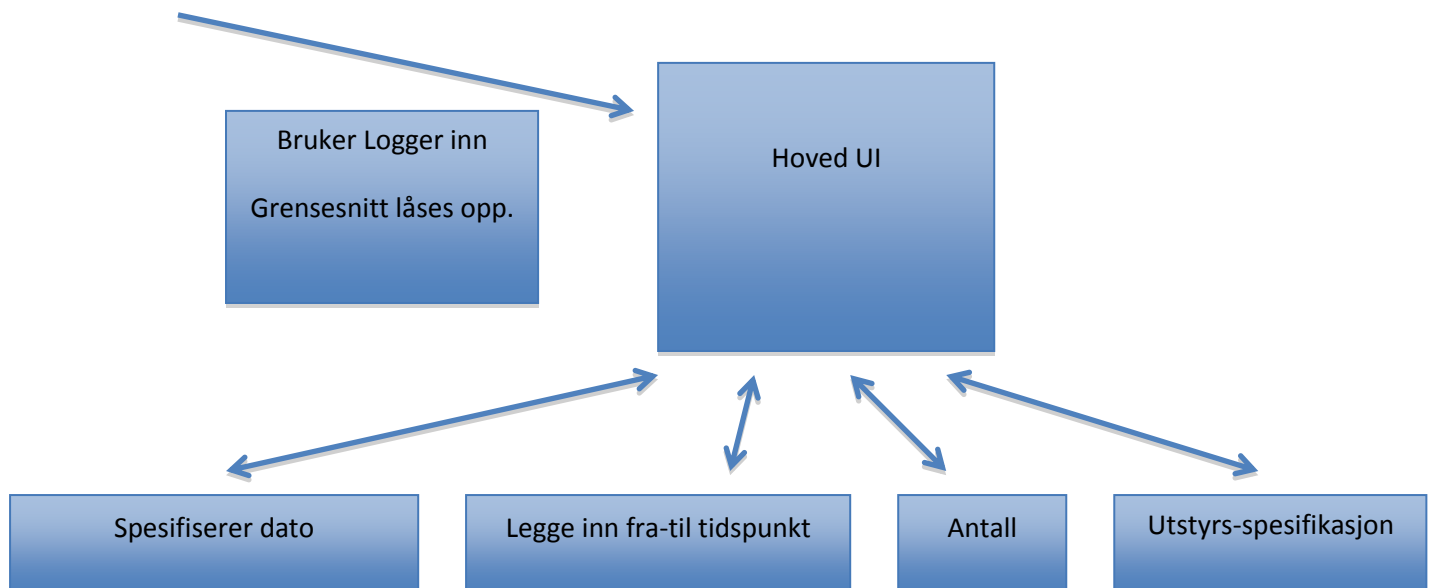 Bruker Logger inn
Grensesnitt låses opp.
Hoved UI
Spesifiserer dato
Legge inn fra-til tidspunkt
Antall
Utstyrs-spesifikasjon